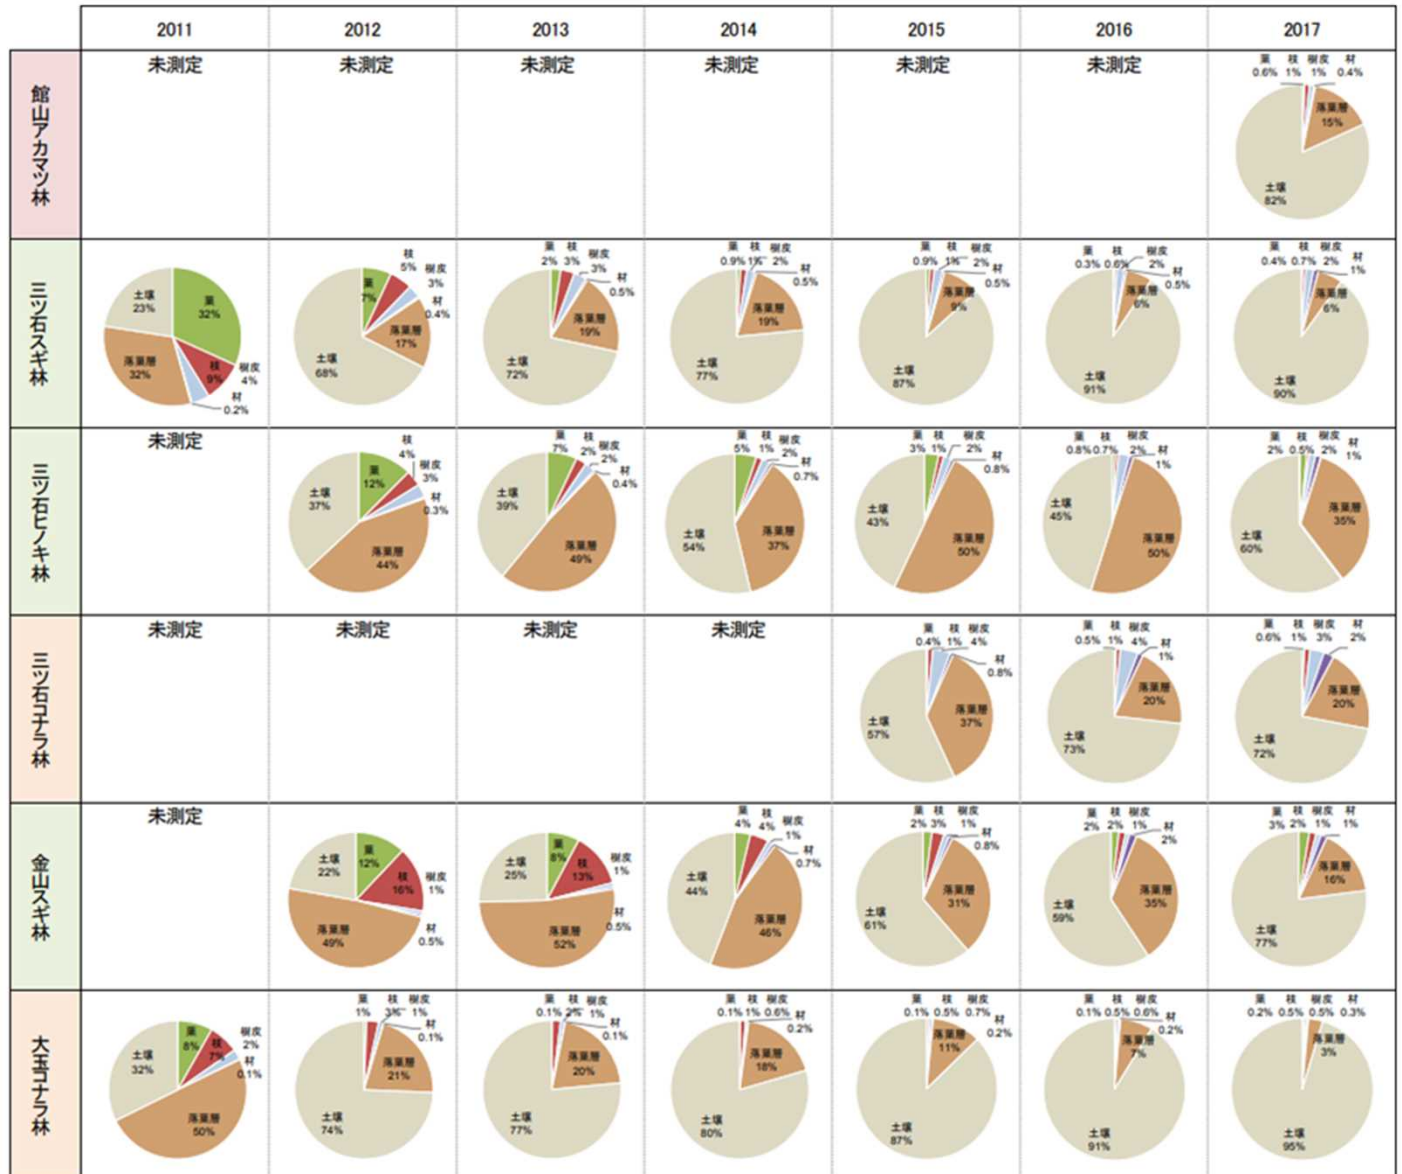 2011 2012 2013 2014 2015 2016 2017
館山アカマツ林
未測定 未測定 未測定 未測定 未測定 未測定
葉 枝 樹皮 材
0.6% 1% 1% 0.4%
落葉層
15%
土壌
82%
三ツ石スギ林
葉
32%
枝
9%
樹皮
4%
材
0.2%
落葉層
32%
土壌
23%
葉
7%
枝
5%
樹皮
3%
材
0.4%
落葉層
17%
土壌
68%
葉 枝 樹皮
2% 3% 3%
材
0.5%
落葉層
19%
土壌
72%
葉 枝 樹皮
0.9% 1% 2%
材
0.5%
落葉層
19%
土壌
77%
葉 枝 樹皮
0.9% 1% 2%
材
0.5%
落葉層
9%
土壌
87%
葉 枝 樹皮
0.3% 0.6% 2%
材
0.5%
落葉層
6%
土壌
91%
葉 枝 樹皮
0.4% 0.7% 2%
材
1%
落葉層
6%
土壌
90%
三ツ石ヒノキ林
未測定
葉
12%
枝
4%
樹皮
3%
材
0.3%
落葉層
44%
土壌
37%
葉 枝 樹皮
7% 2% 2%
材
0.4%
落葉層
49%
土壌
39%
葉 枝 樹皮
5% 1% 2%
材
0.7%
落葉層
37%
土壌
54%
葉 枝 樹皮
3% 1% 2%
材
0.8%
落葉層
50%
土壌
43%
葉 枝 樹皮 材
0.8% 0.7% 2% 1%
落葉層
50%
土壌
45%
葉 枝 樹皮 材
2% 0.5% 2% 1%
落葉層
35%
土壌
60%
三ツ石コナラ林
未測定 未測定 未測定 未測定
葉 枝 樹皮
0.4% 1% 4%
材
0.8%
落葉層
37%
土壌
57%
葉 枝 樹皮 材
0.5% 1% 4% 1%
落葉層
20%
土壌
73%
葉 枝 樹皮 材
0.6% 1% 3% 2%
落葉層
20%
土壌
72%
金山スギ林
未測定
葉
12%
枝
16%
樹皮
1%
材
0.5%
落葉層
49%
土壌
22%
葉
8%
枝
13%
樹皮
1%
材
0.5%
落葉層
52%
土壌
25%
葉 枝 樹皮
4% 4% 1%
材
0.7%
落葉層
46%
土壌
44%
葉 枝 樹皮
2% 3% 1%
材
0.8%
落葉層
31%
土壌
61%
葉 枝 樹皮 材
2% 2% 1% 2%
落葉層
35%
土壌
59%
葉 枝 樹皮 材
3% 2% 1% 1%
落葉層
16%
土壌
77%
大玉コナラ林
葉
8%
枝
7%
樹皮
2%
材
0.1%
落葉層
50%
土壌
32%
葉 枝 樹皮
1% 3% 1%
材
0.1%
落葉層
21%
土壌
74%
葉 枝 樹皮
0.1% 2% 1%
材
0.1%
落葉層
20%
土壌
77%
葉 枝 樹皮
0.1% 1% 0.6%
材
0.2%
落葉層
18%
土壌
80%
葉 枝 樹皮
0.1% 0.5% 0.7%
材
0.2%
落葉層
11%
土壌
87%
葉 枝 樹皮
0.1% 0.5% 0.6%
材
0.2%
落葉層
7%
土壌
91%
葉 枝 樹皮 材
0.2% 0.5% 0.5% 0.3%
落葉層
3%
土壌
95%